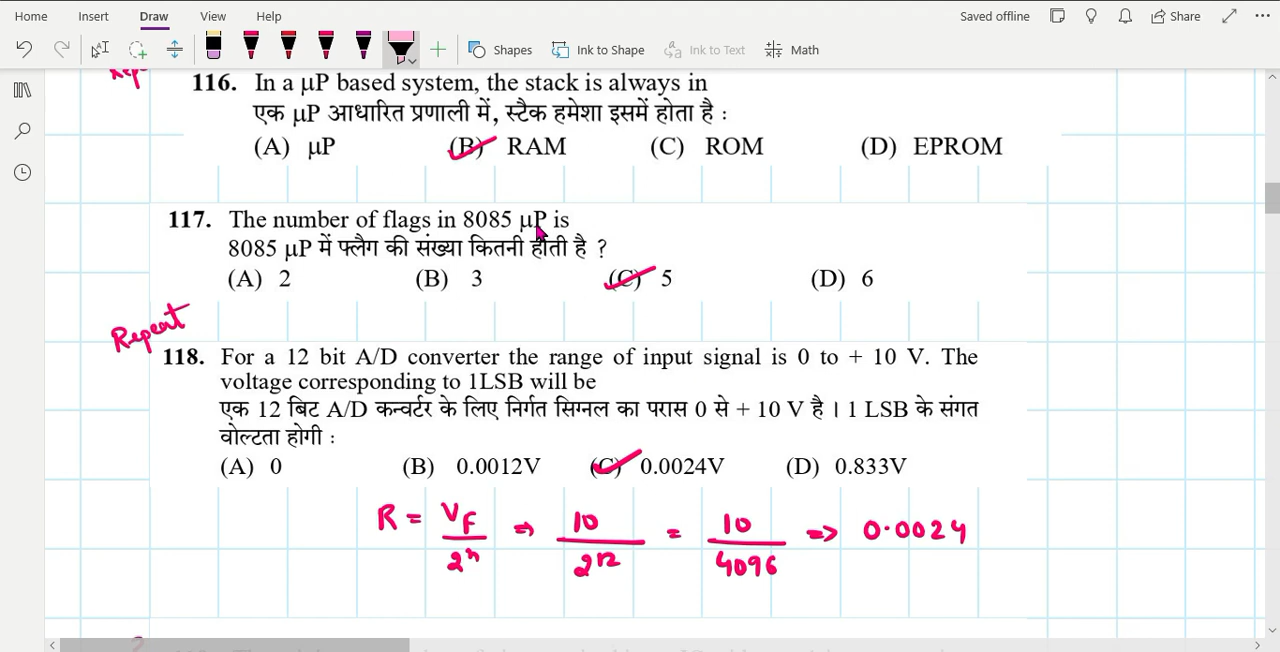 Home Insert Draw View Help Saved offline Share
Shapes Ink to Shape Ink to Text Math
116. In a µP based system, the stack is always in
एक µP आधारित प्रणाली में, स्टैक हमेशा इसमें होता है :
(A) µP (B) RAM (C) ROM (D) EPROM
117. The number of flags in 8085 µP is
8085 µP में फ्लैग की संख्या कितनी होती है ?
(A) 2 (B) 3 (C) 5 (D) 6
Repeat
118. For a 12 bit A/D converter the range of input signal is 0 to + 10 V. The
voltage corresponding to 1LSB will be
एक 12 बिट A/D कन्वर्टर के लिए निर्गत सिग्नल का परास 0 से + 10 V है । 1 LSB के संगत
वोल्टता होगी :
(A) 0 (B) 0.0012V (C) 0.0024V (D) 0.833V
R = V_F / 2^n ⇒ 10 / 2^12 = 10 / 4096 ⇒ 0.0024